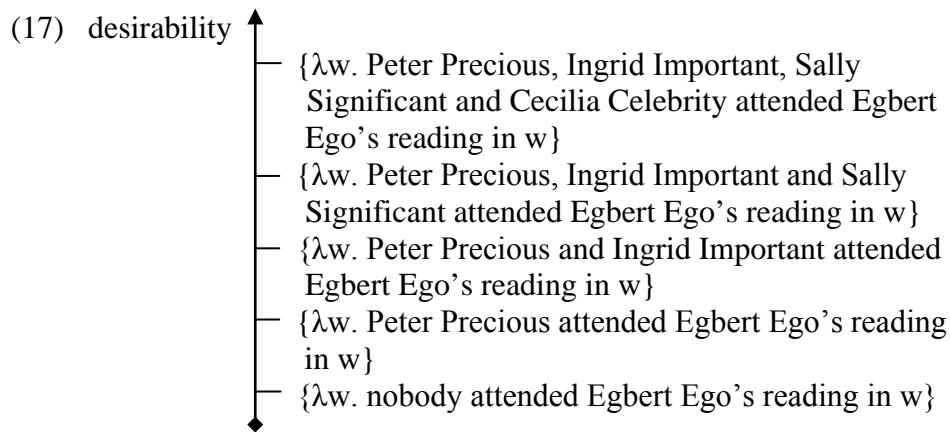 (17) desirability
{λw. Peter Precious, Ingrid Important, Sally
Significant and Cecilia Celebrity attended Egbert
Ego’s reading in w}
{λw. Peter Precious, Ingrid Important and Sally
Significant attended Egbert Ego’s reading in w}
{λw. Peter Precious and Ingrid Important attended
Egbert Ego’s reading in w}
{λw. Peter Precious attended Egbert Ego’s reading
in w}
{λw. nobody attended Egbert Ego’s reading in w}